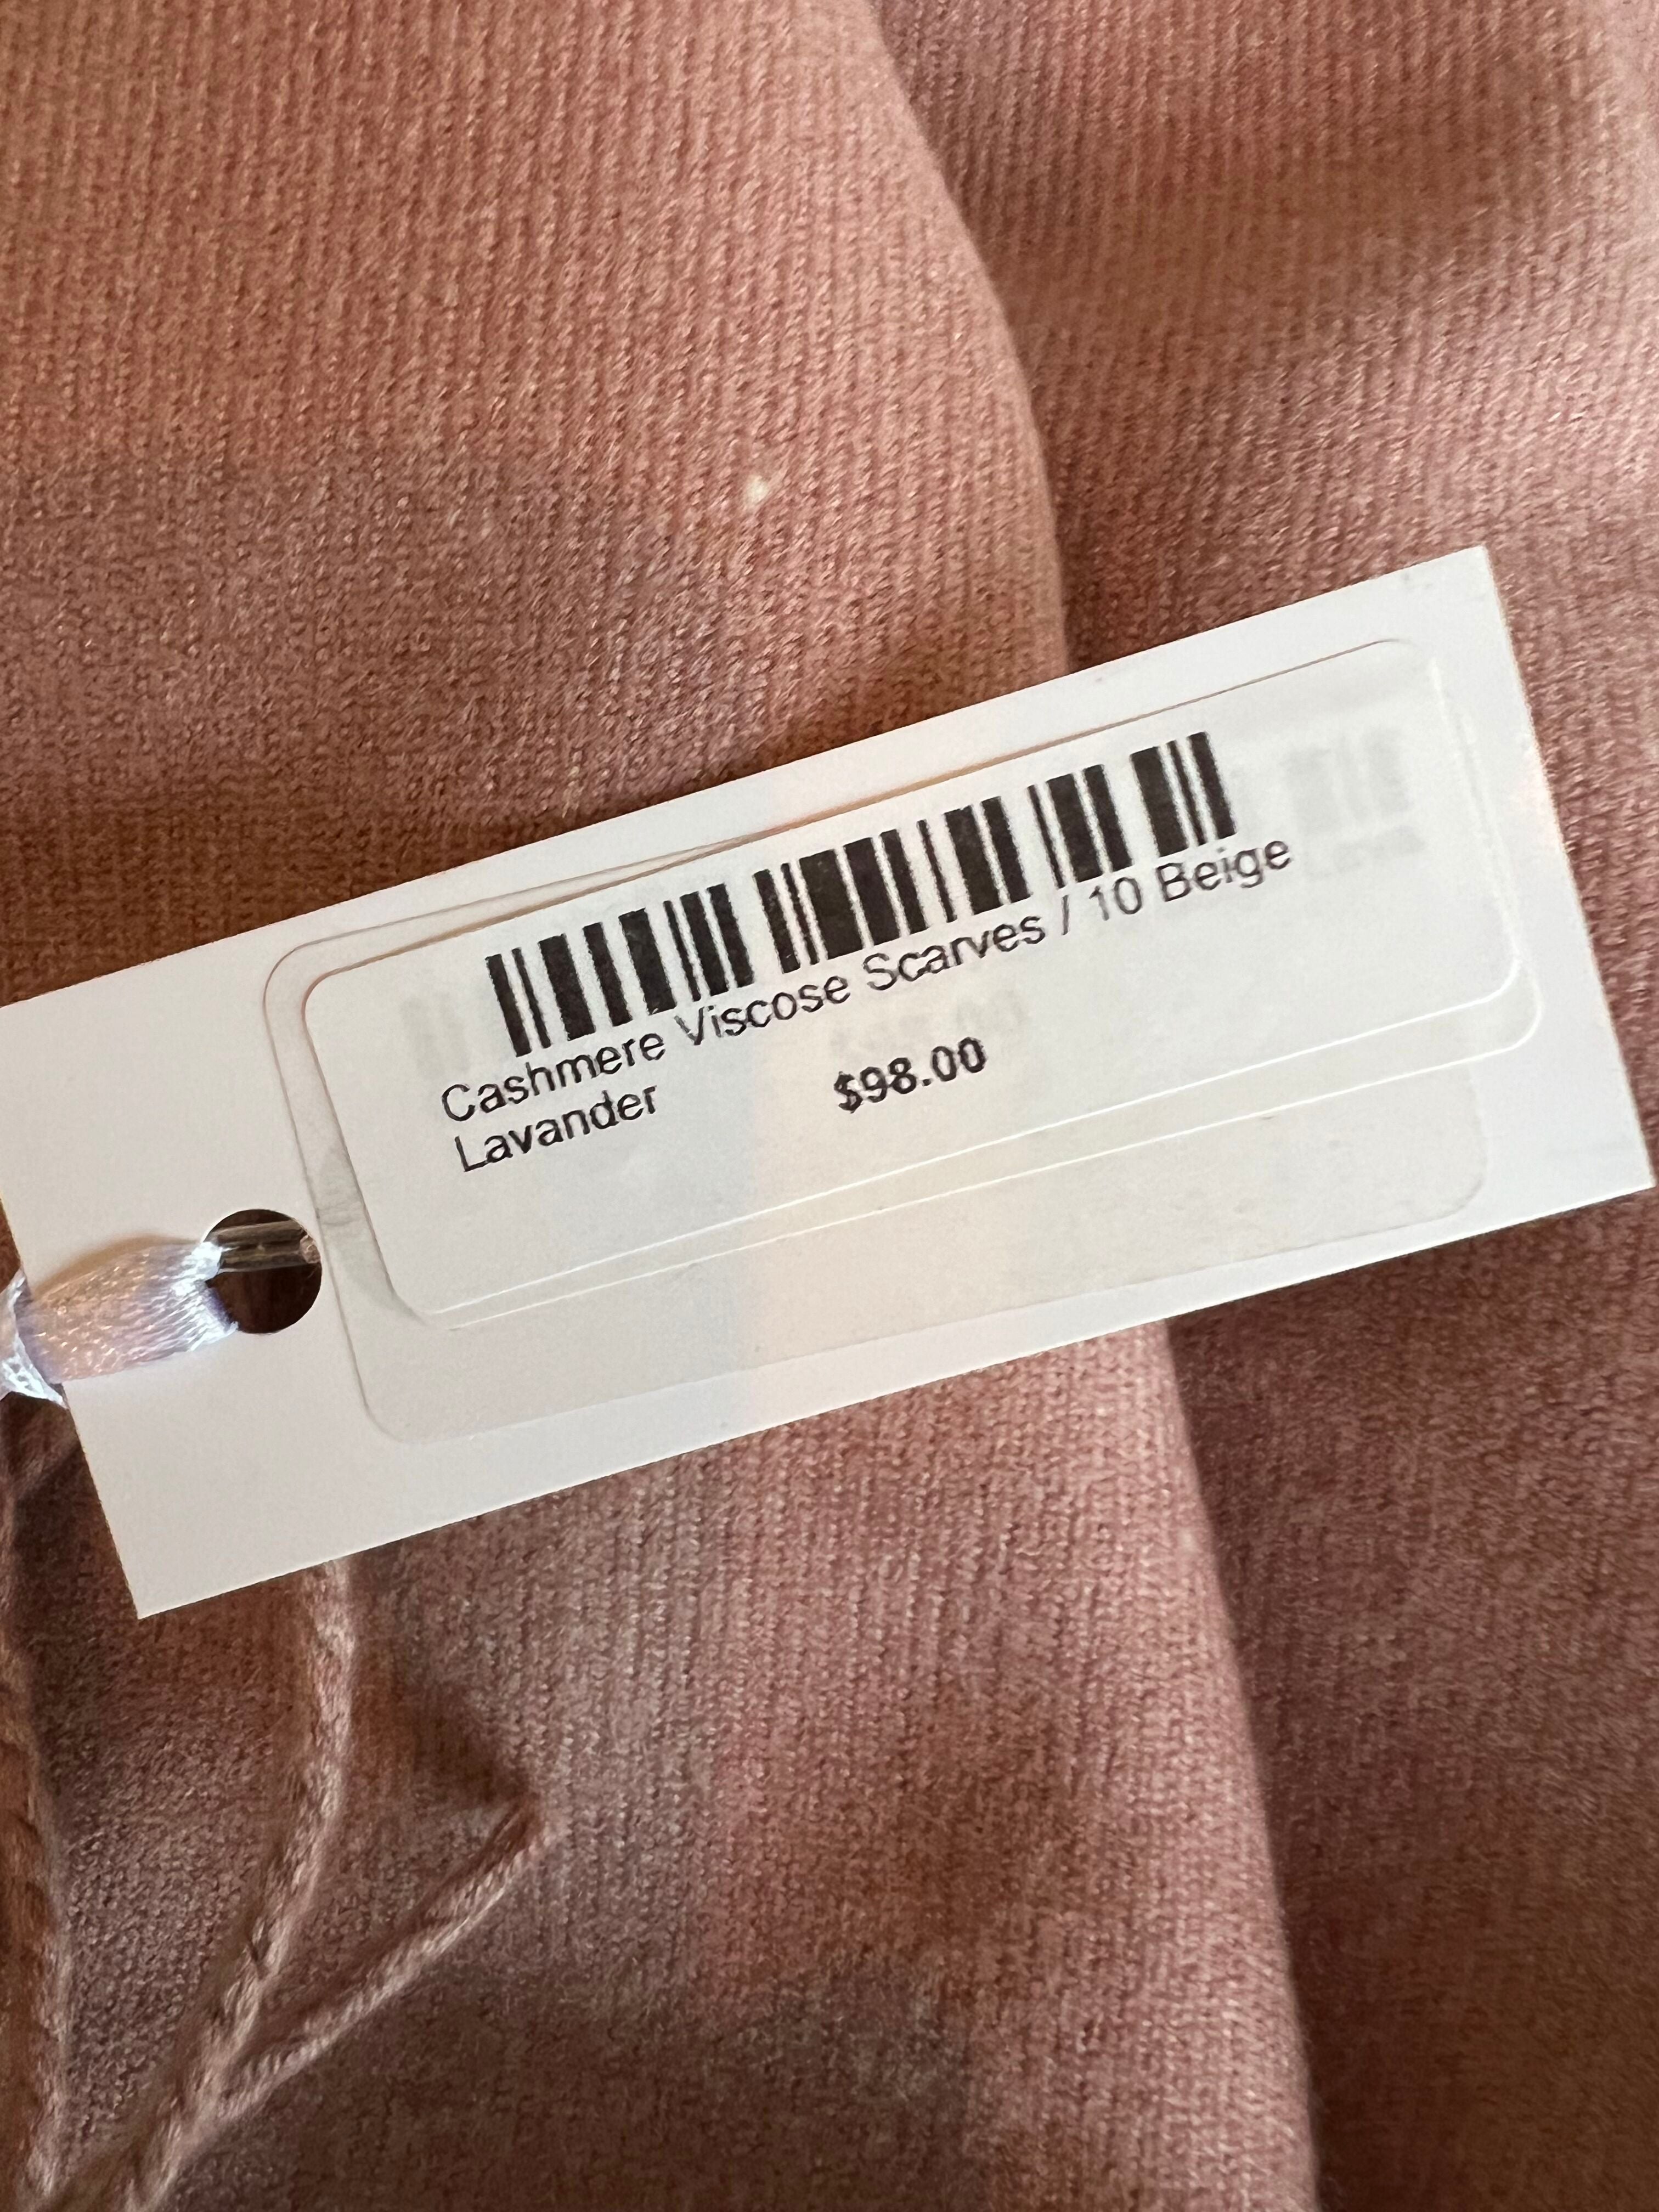 Cashmere Viscose Scarves / 10 Beige
Lavander
$98.00